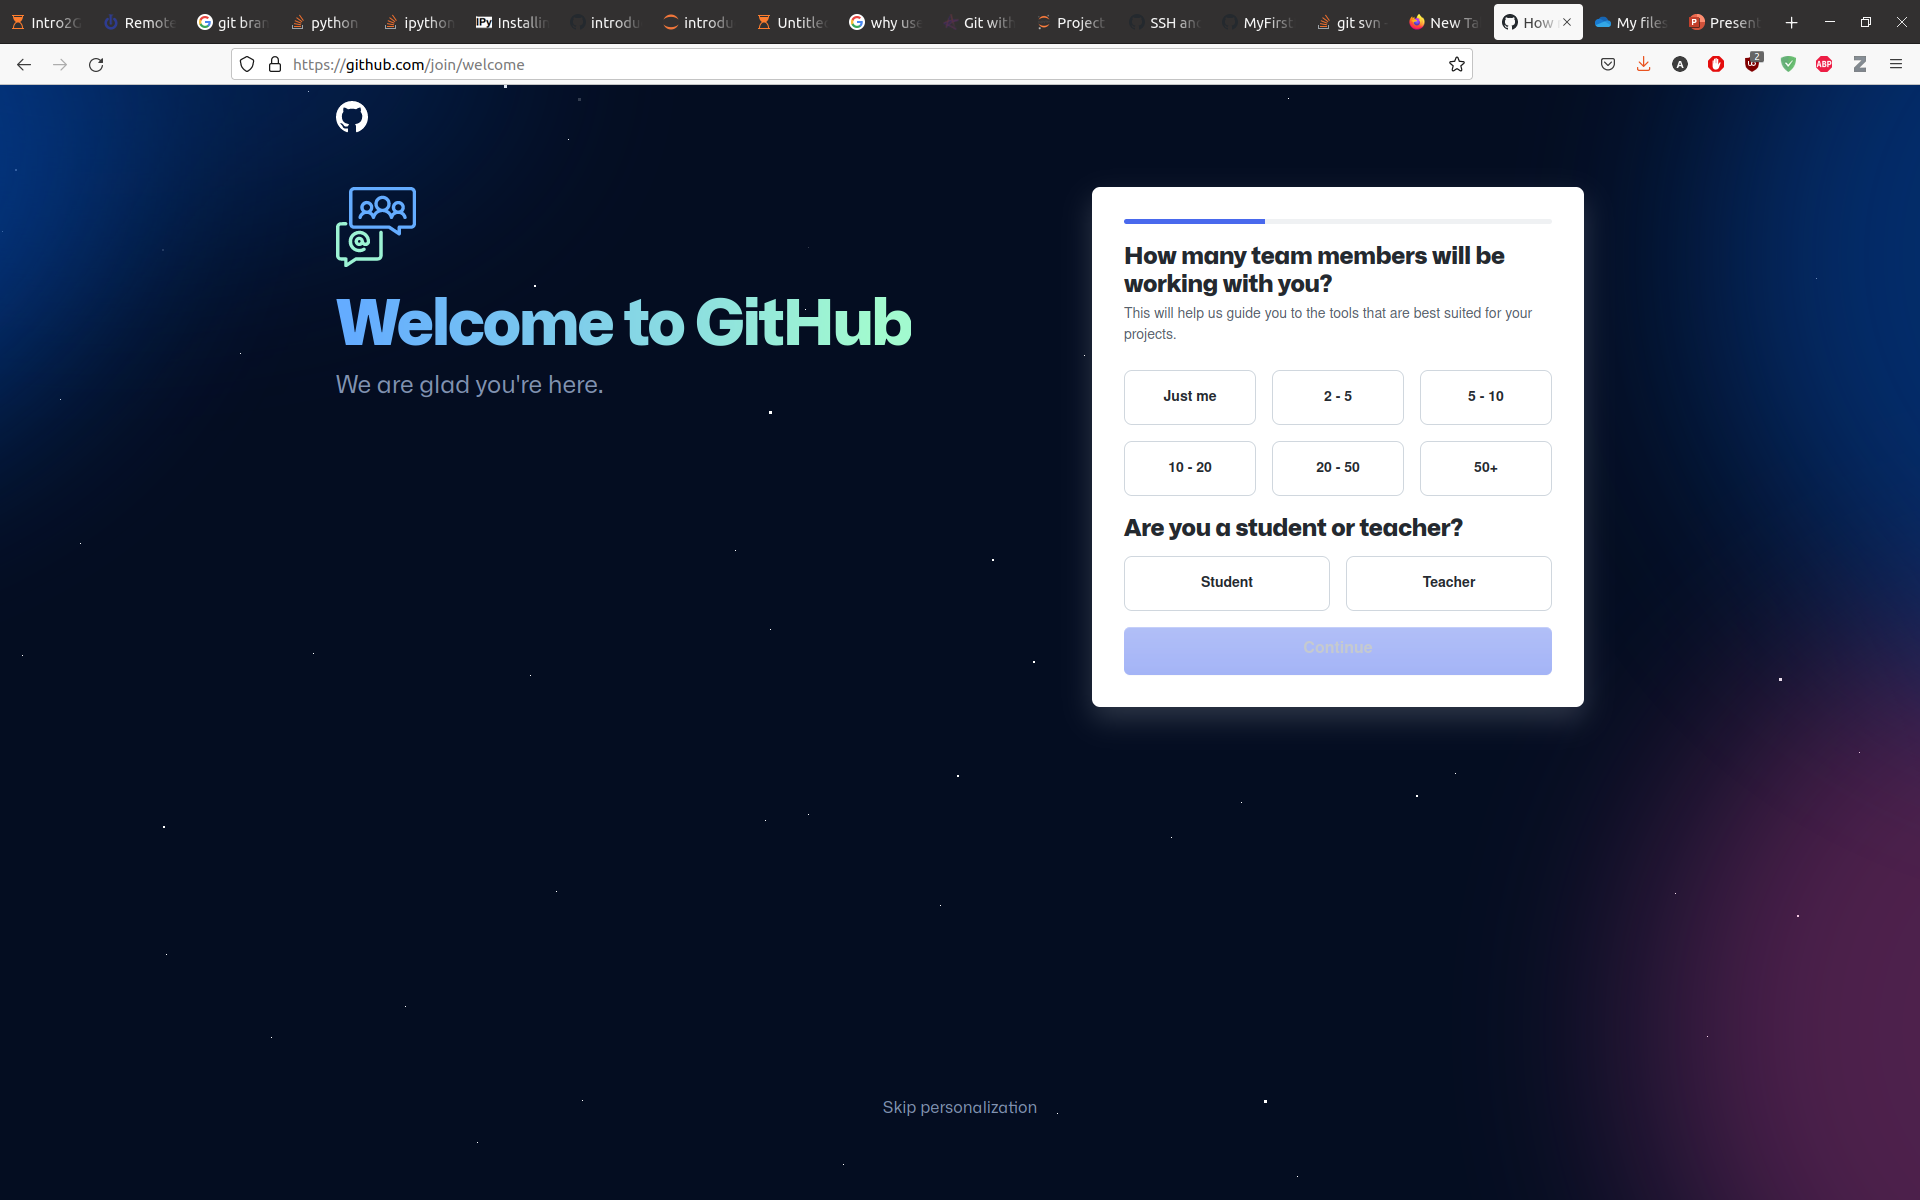 Intro2G
Remote
git bran
python
ipython
IPy Installin
introdu
introdu
Untitled
why use
Git with
Project
SSH and
MyFirst
git svn
New Ta
How
My files
Present
https://github.com/join/welcome
2
ABP
Welcome to GitHub
We are glad you're here.
How many team members will be
working with you?
This will help us guide you to the tools that are best suited for your
projects.
Just me
2 - 5
5 - 10
10 - 20
20 - 50
50+
Are you a student or teacher?
Student
Teacher
Continue
Skip personalization